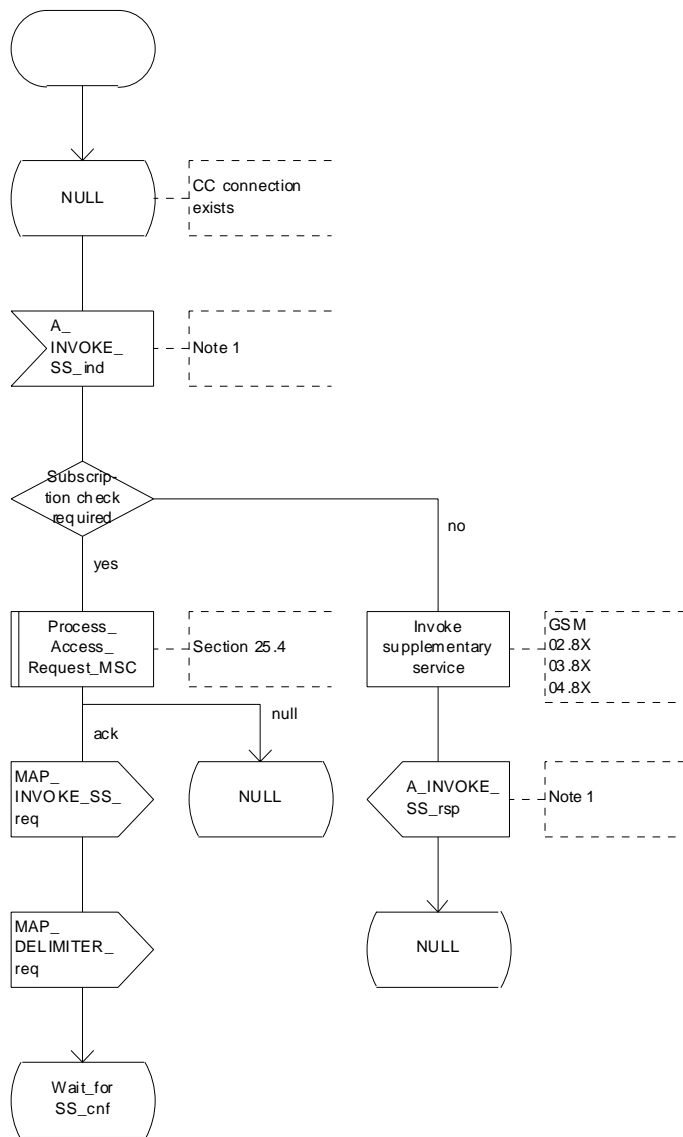 NULL
CC connection
exists
A_
INVOKE_
SS_ind
Note 1
Subscrip-
tion check
required
no
yes
Process_
Access_
Request_MSC
Section 25.4
Invoke
supplementary
service
GSM
02.8X
03.8X
04.8X
null
ack
MAP_
INVOKE_SS_
req
NULL
A_INVOKE_
SS_rsp
Note 1
MAP_
DELIMITER_
req
NULL
Wait_for
SS_cnf